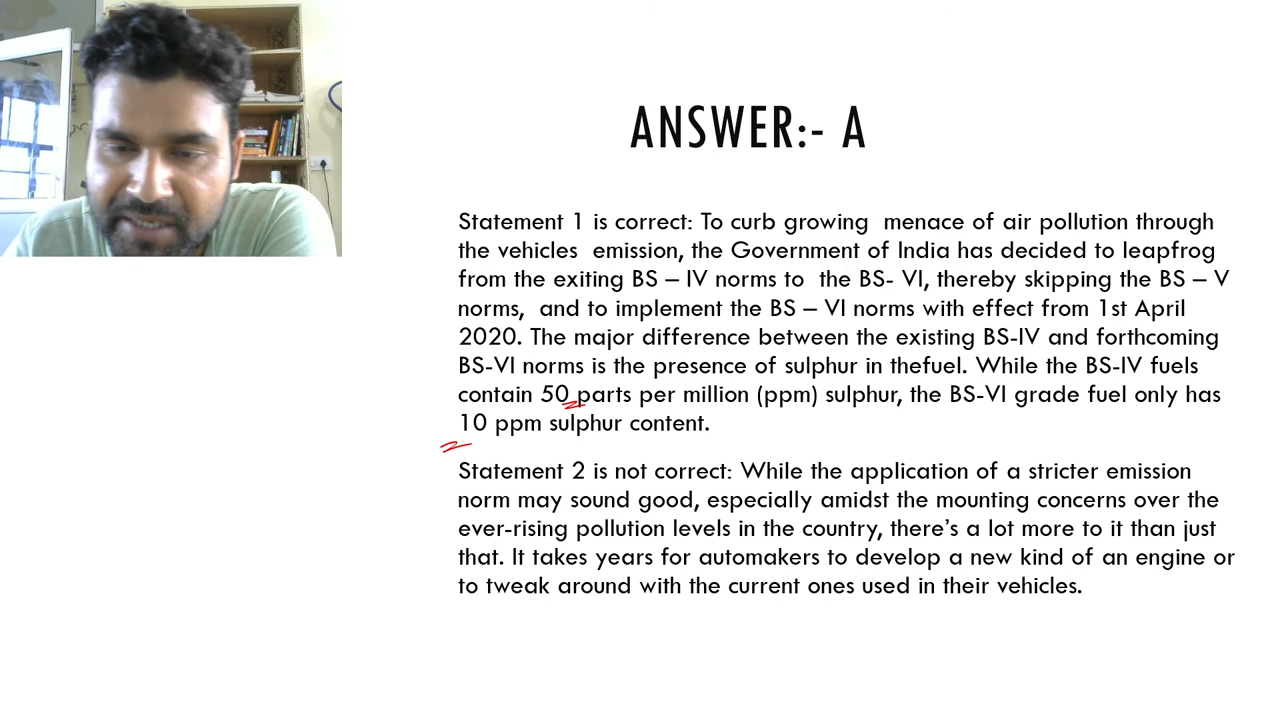 ANSWER:- A
Statement 1 is correct: To curb growing  menace of air pollution through
the vehicles  emission, the Government of India has decided to leapfrog
from the exiting BS – IV norms to  the BS- VI, thereby skipping the BS – V
norms,  and to implement the BS – VI norms with effect from 1st April
2020. The major difference between the existing BS-IV and forthcoming
BS-VI norms is the presence of sulphur in thefuel. While the BS-IV fuels
contain 50 parts per million (ppm) sulphur, the BS-VI grade fuel only has
10 ppm sulphur content.
Statement 2 is not correct: While the application of a stricter emission
norm may sound good, especially amidst the mounting concerns over the
ever-rising pollution levels in the country, there's a lot more to it than just
that. It takes years for automakers to develop a new kind of an engine or
to tweak around with the current ones used in their vehicles.